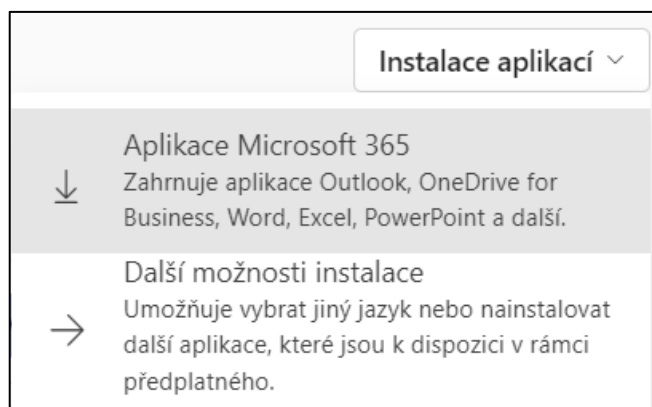 Instalace aplikací
Aplikace Microsoft 365
Zahrnuje aplikace Outlook, OneDrive for
Business, Word, Excel, PowerPoint a další.
Další možnosti instalace
Umožňuje vybrat jiný jazyk nebo nainstalovat
další aplikace, které jsou k dispozici v rámci
předplatného.